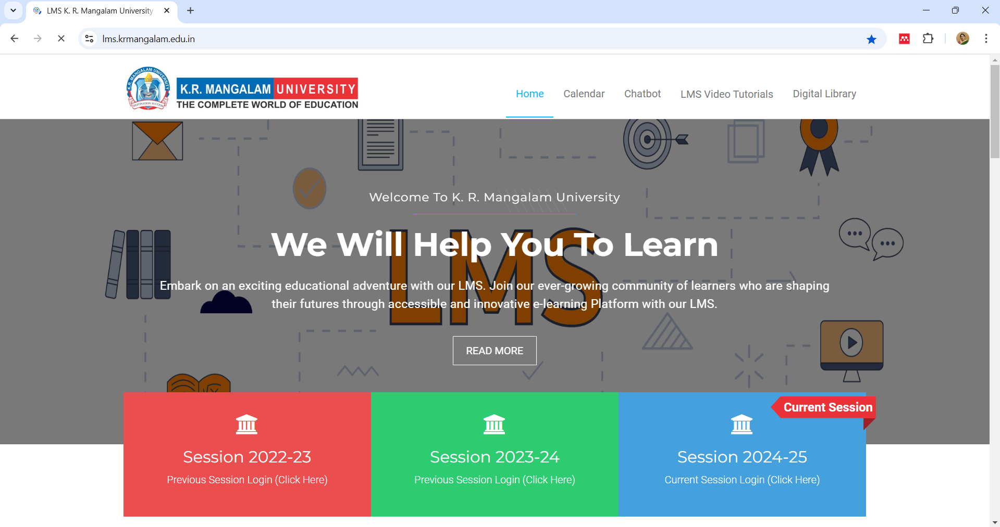 LMS K. R. Mangalam University
lms.krmangalam.edu.in
K.R. MANGALAM UNIVERSITY
DESTINATION SUCCESS
K.R. MANGALAM UNIVERSITY
THE COMPLETE WORLD OF EDUCATION
Home
Calendar
Chatbot
LMS Video Tutorials
Digital Library
Welcome To K. R. Mangalam University
LMS
We Will Help You To Learn
Embark on an exciting educational adventure with our LMS. Join our ever-growing community of learners who are shaping
their futures through accessible and innovative e-learning Platform with our LMS.
READ MORE
Current Session
Session 2022-23
Previous Session Login (Click Here)
Session 2023-24
Previous Session Login (Click Here)
Session 2024-25
Current Session Login (Click Here)